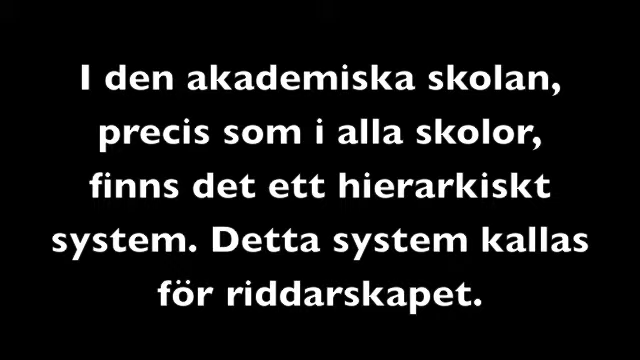 I den akademiska skolan,
precis som i alla skolor,
finns det ett hierarkiskt
system. Detta system kallas
för riddarskapet.